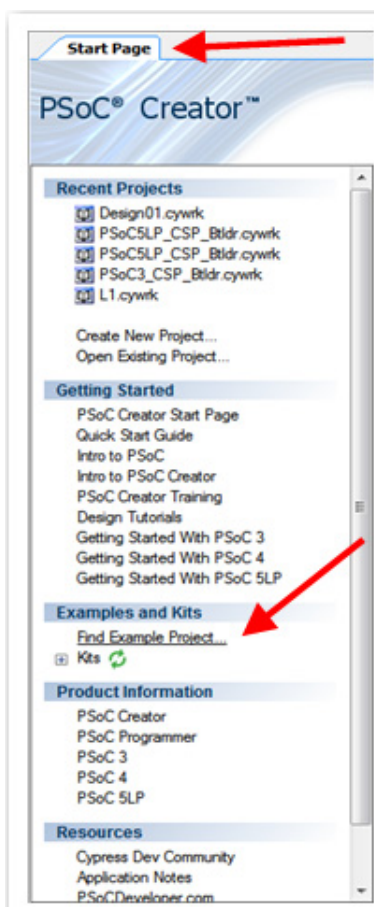 Start Page
PSoC® Creator™
Recent Projects
Design01.cywrk
PSoC5LP_CSP_Btldr.cywrk
PSoC5LP_CSP_Btldr.cywrk
PSoC3_CSP_Btldr.cywrk
L1.cywrk
Create New Project...
Open Existing Project...
Getting Started
PSoC Creator Start Page
Quick Start Guide
Intro to PSoC
Intro to PSoC Creator
PSoC Creator Training
Design Tutorials
Getting Started With PSoC 3
Getting Started With PSoC 4
Getting Started With PSoC 5LP
Examples and Kits
Find Example Project...
Kits
Product Information
PSoC Creator
PSoC Programmer
PSoC 3
PSoC 4
PSoC 5LP
Resources
Cypress Dev Community
Application Notes
PSoCDeveloper.com